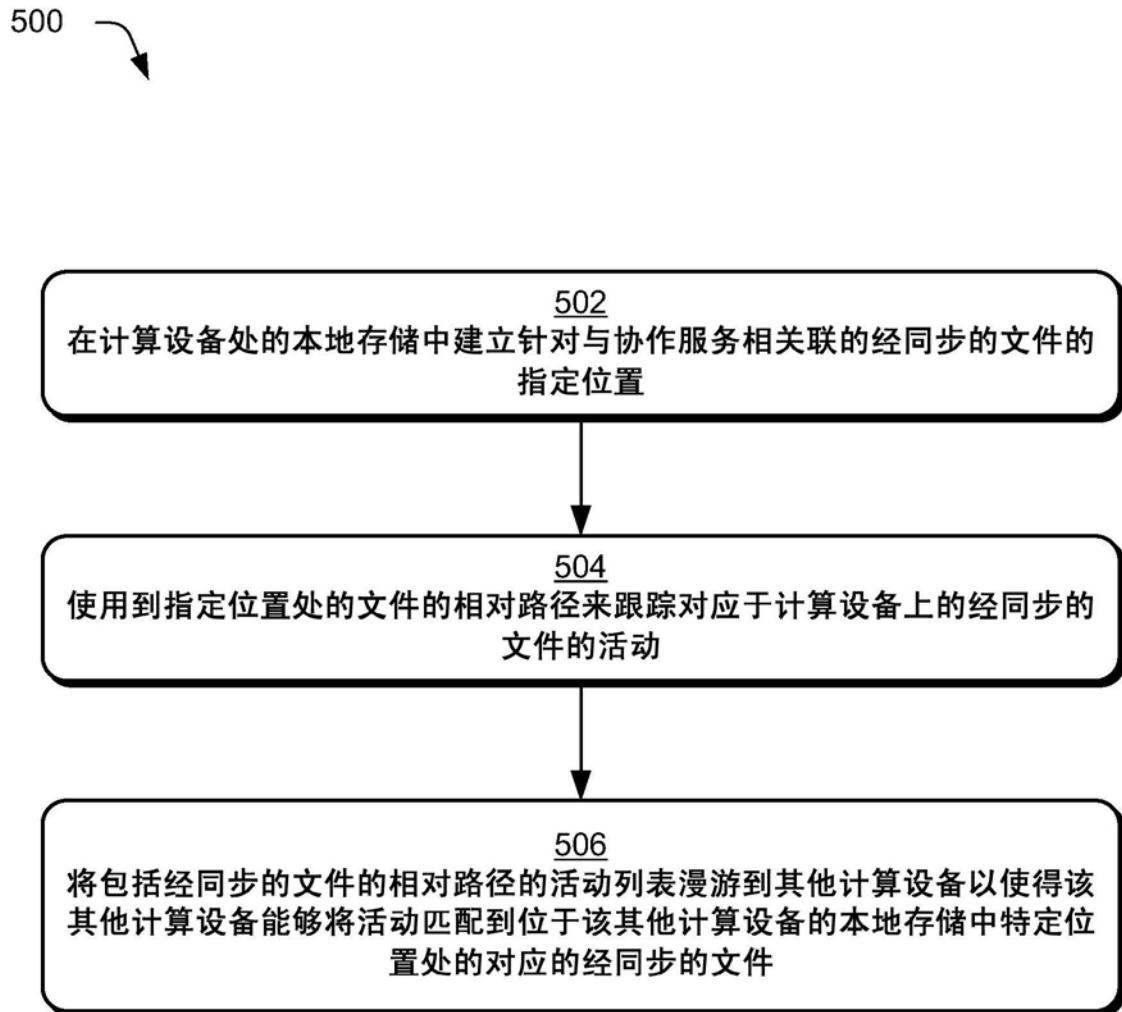 500
502
在计算设备处的本地存储中建立针对与协作服务相关联的经同步的文件的
指定位置
504
使用到指定位置处的文件的相对路径来跟踪对应于计算设备上的经同步的
文件的活动
506
将包括经同步的文件的相对路径的活动列表漫游到其他计算设备以使得该
其他计算设备能够将活动匹配到位于该其他计算设备的本地存储中特定位
置处的对应的经同步的文件